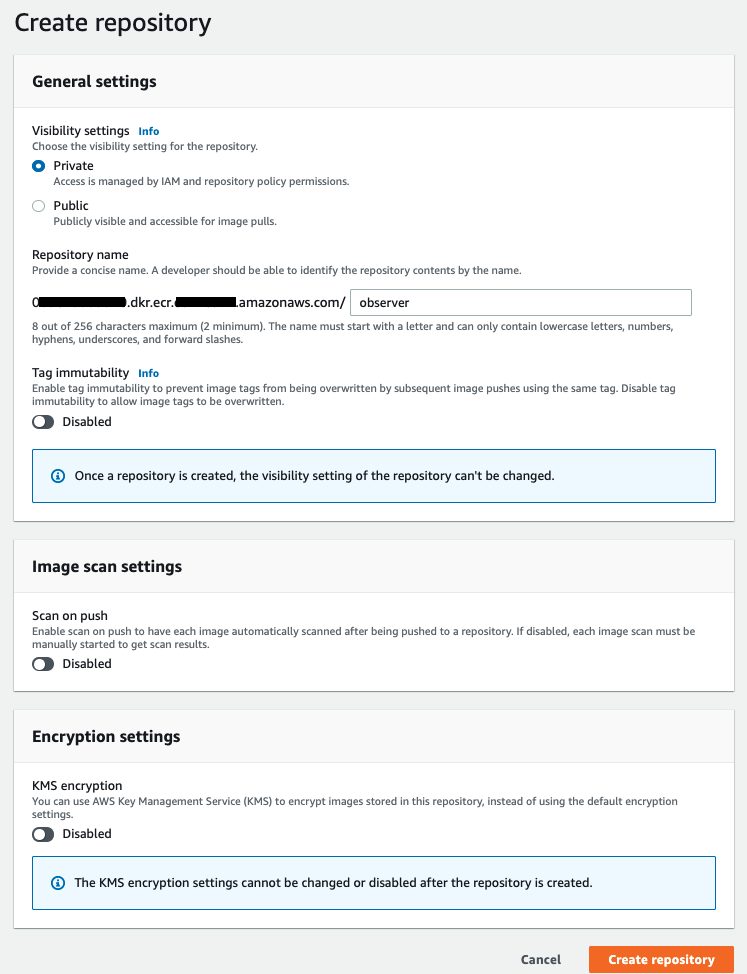 Create repository
General settings
Visibility settings Info
Choose the visibility setting for the repository.
Private
Access is managed by IAM and repository policy permissions.
Public
Publicly visible and accessible for image pulls.
Repository name
Provide a concise name. A developer should be able to identify the repository contents by the name.
.dkr.ecr. .amazonaws.com/ observer
8 out of 256 characters maximum (2 minimum). The name must start with a letter and can only contain lowercase letters, numbers,
hyphens, underscores, and forward slashes.
Tag immutability Info
Enable tag immutability to prevent image tags from being overwritten by subsequent image pushes using the same tag. Disable tag
immutability to allow image tags to be overwritten.
Disabled
Once a repository is created, the visibility setting of the repository can't be changed.
Image scan settings
Scan on push
Enable scan on push to have each image automatically scanned after being pushed to a repository. If disabled, each image scan must be
manually started to get scan results.
Disabled
Encryption settings
KMS encryption
You can use AWS Key Management Service (KMS) to encrypt images stored in this repository, instead of using the default encryption
settings.
Disabled
The KMS encryption settings cannot be changed or disabled after the repository is created.
Cancel Create repository